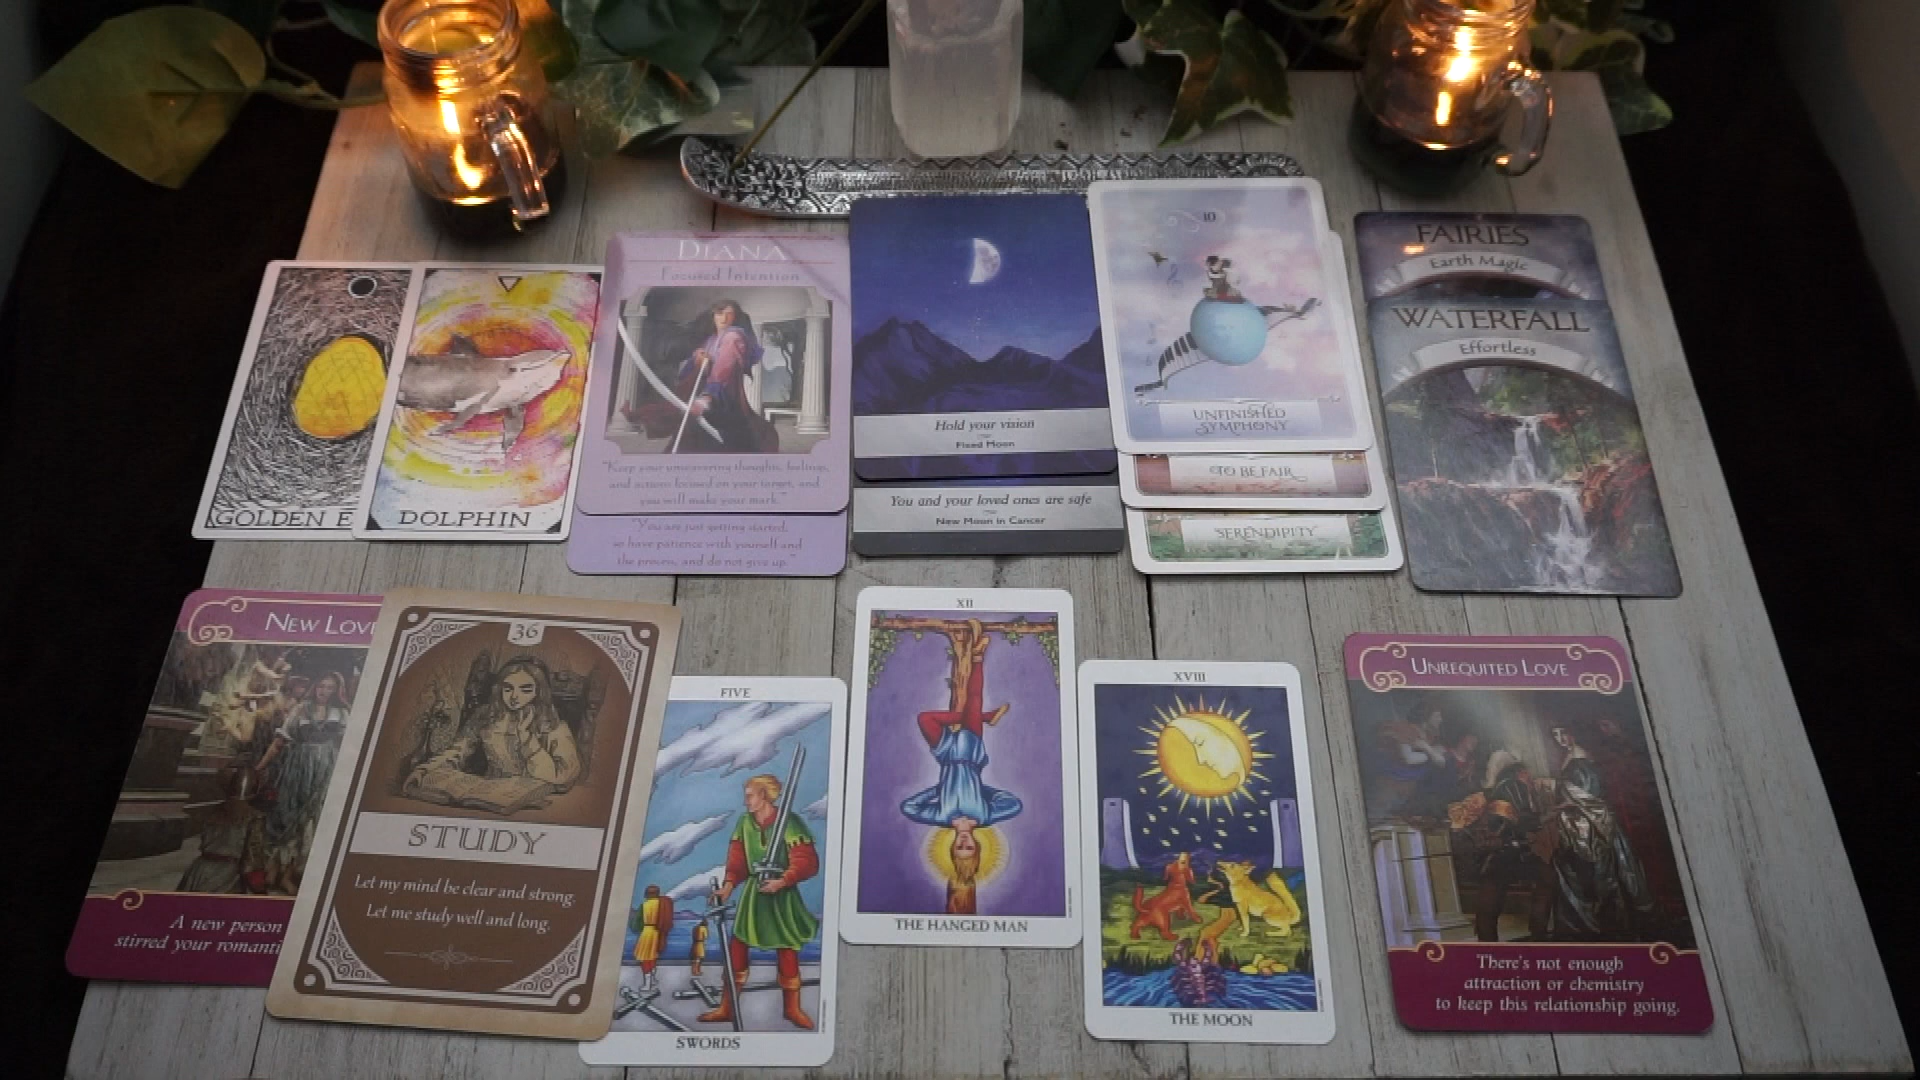 GOLDEN E
DOLPHIN
DIANA
Focused Intention
"Keep your unwavering thoughts, feelings,
and actions focused on your target, and
you will make your mark."
"You are just getting started,
so have patience with yourself and
the process, and do not give up."
Hold your vision
Fixed Moon
You and your loved ones are safe
New Moon in Cancer
10
UNFINISHED
SYMPHONY
TO BE FAIR
SERENDIPITY
FAIRIES
Earth Magic
WATERFALL
Effortless
NEW LOVE
A new person
stirred your romanti
36
STUDY
Let my mind be clear and strong.
Let me study well and long.
FIVE
SWORDS
XII
THE HANGED MAN
XVIII
THE MOON
UNREQUITED LOVE
There's not enough
attraction or chemistry
to keep this relationship going.